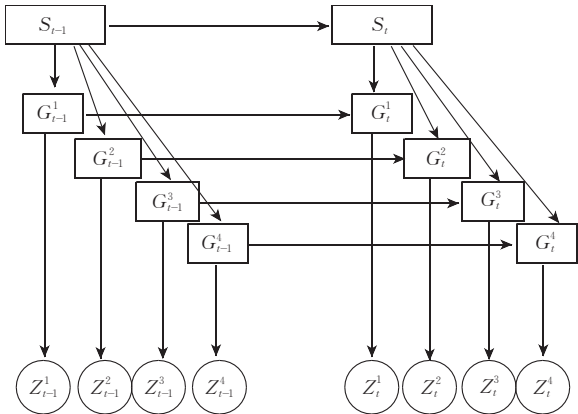 S_{t-1} S_t
G^1_{t-1} G^1_t
G^2_{t-1} G^2_t
G^3_{t-1} G^3_t
G^4_{t-1} G^4_t
Z^1_{t-1} Z^2_{t-1} Z^3_{t-1} Z^4_{t-1} Z^1_t Z^2_t Z^3_t Z^4_t